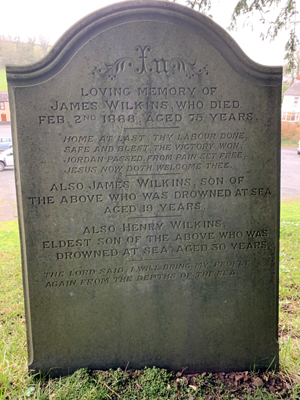 In
LOVING MEMORY OF
JAMES WILKINS, WHO DIED
FEB. 2ND 1888, AGED 75 YEARS.
HOME AT LAST THY LABOUR DONE,
SAFE AND BLEST, THE VICTORY WON,
JORDAN PASSED, FROM PAIN SET FREE,
JESUS NOW DOTH WELCOME THEE.
ALSO JAMES WILKINS, SON OF
THE ABOVE WHO WAS DROWNED AT SEA
AGED 19 YEARS.
ALSO HENRY WILKINS,
ELDEST SON OF THE ABOVE WHO WAS
DROWNED AT SEA AGED 50 YEARS.
THE LORD SAID, I WILL BRING MY PEOPLE
AGAIN FROM THE DEPTHS OF THE SEA.